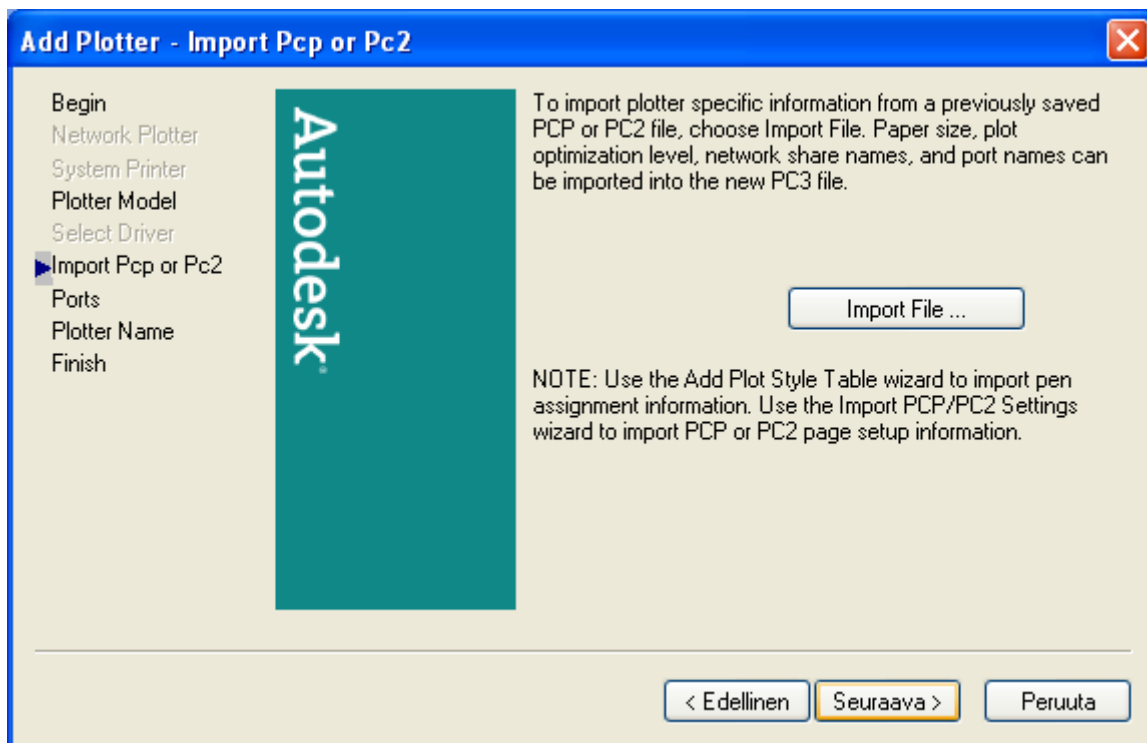 Add Plotter - Import Pcp or Pc2
Begin
Network Plotter
System Printer
Plotter Model
Select Driver
Import Pcp or Pc2
Ports
Plotter Name
Finish
Autodesk®
To import plotter specific information from a previously saved
PCP or PC2 file, choose Import File. Paper size, plot
optimization level, network share names, and port names can
be imported into the new PC3 file.
Import File ...
NOTE: Use the Add Plot Style Table wizard to import pen
assignment information. Use the Import PCP/PC2 Settings
wizard to import PCP or PC2 page setup information.
< Edellinen
Seuraava >
Peruuta